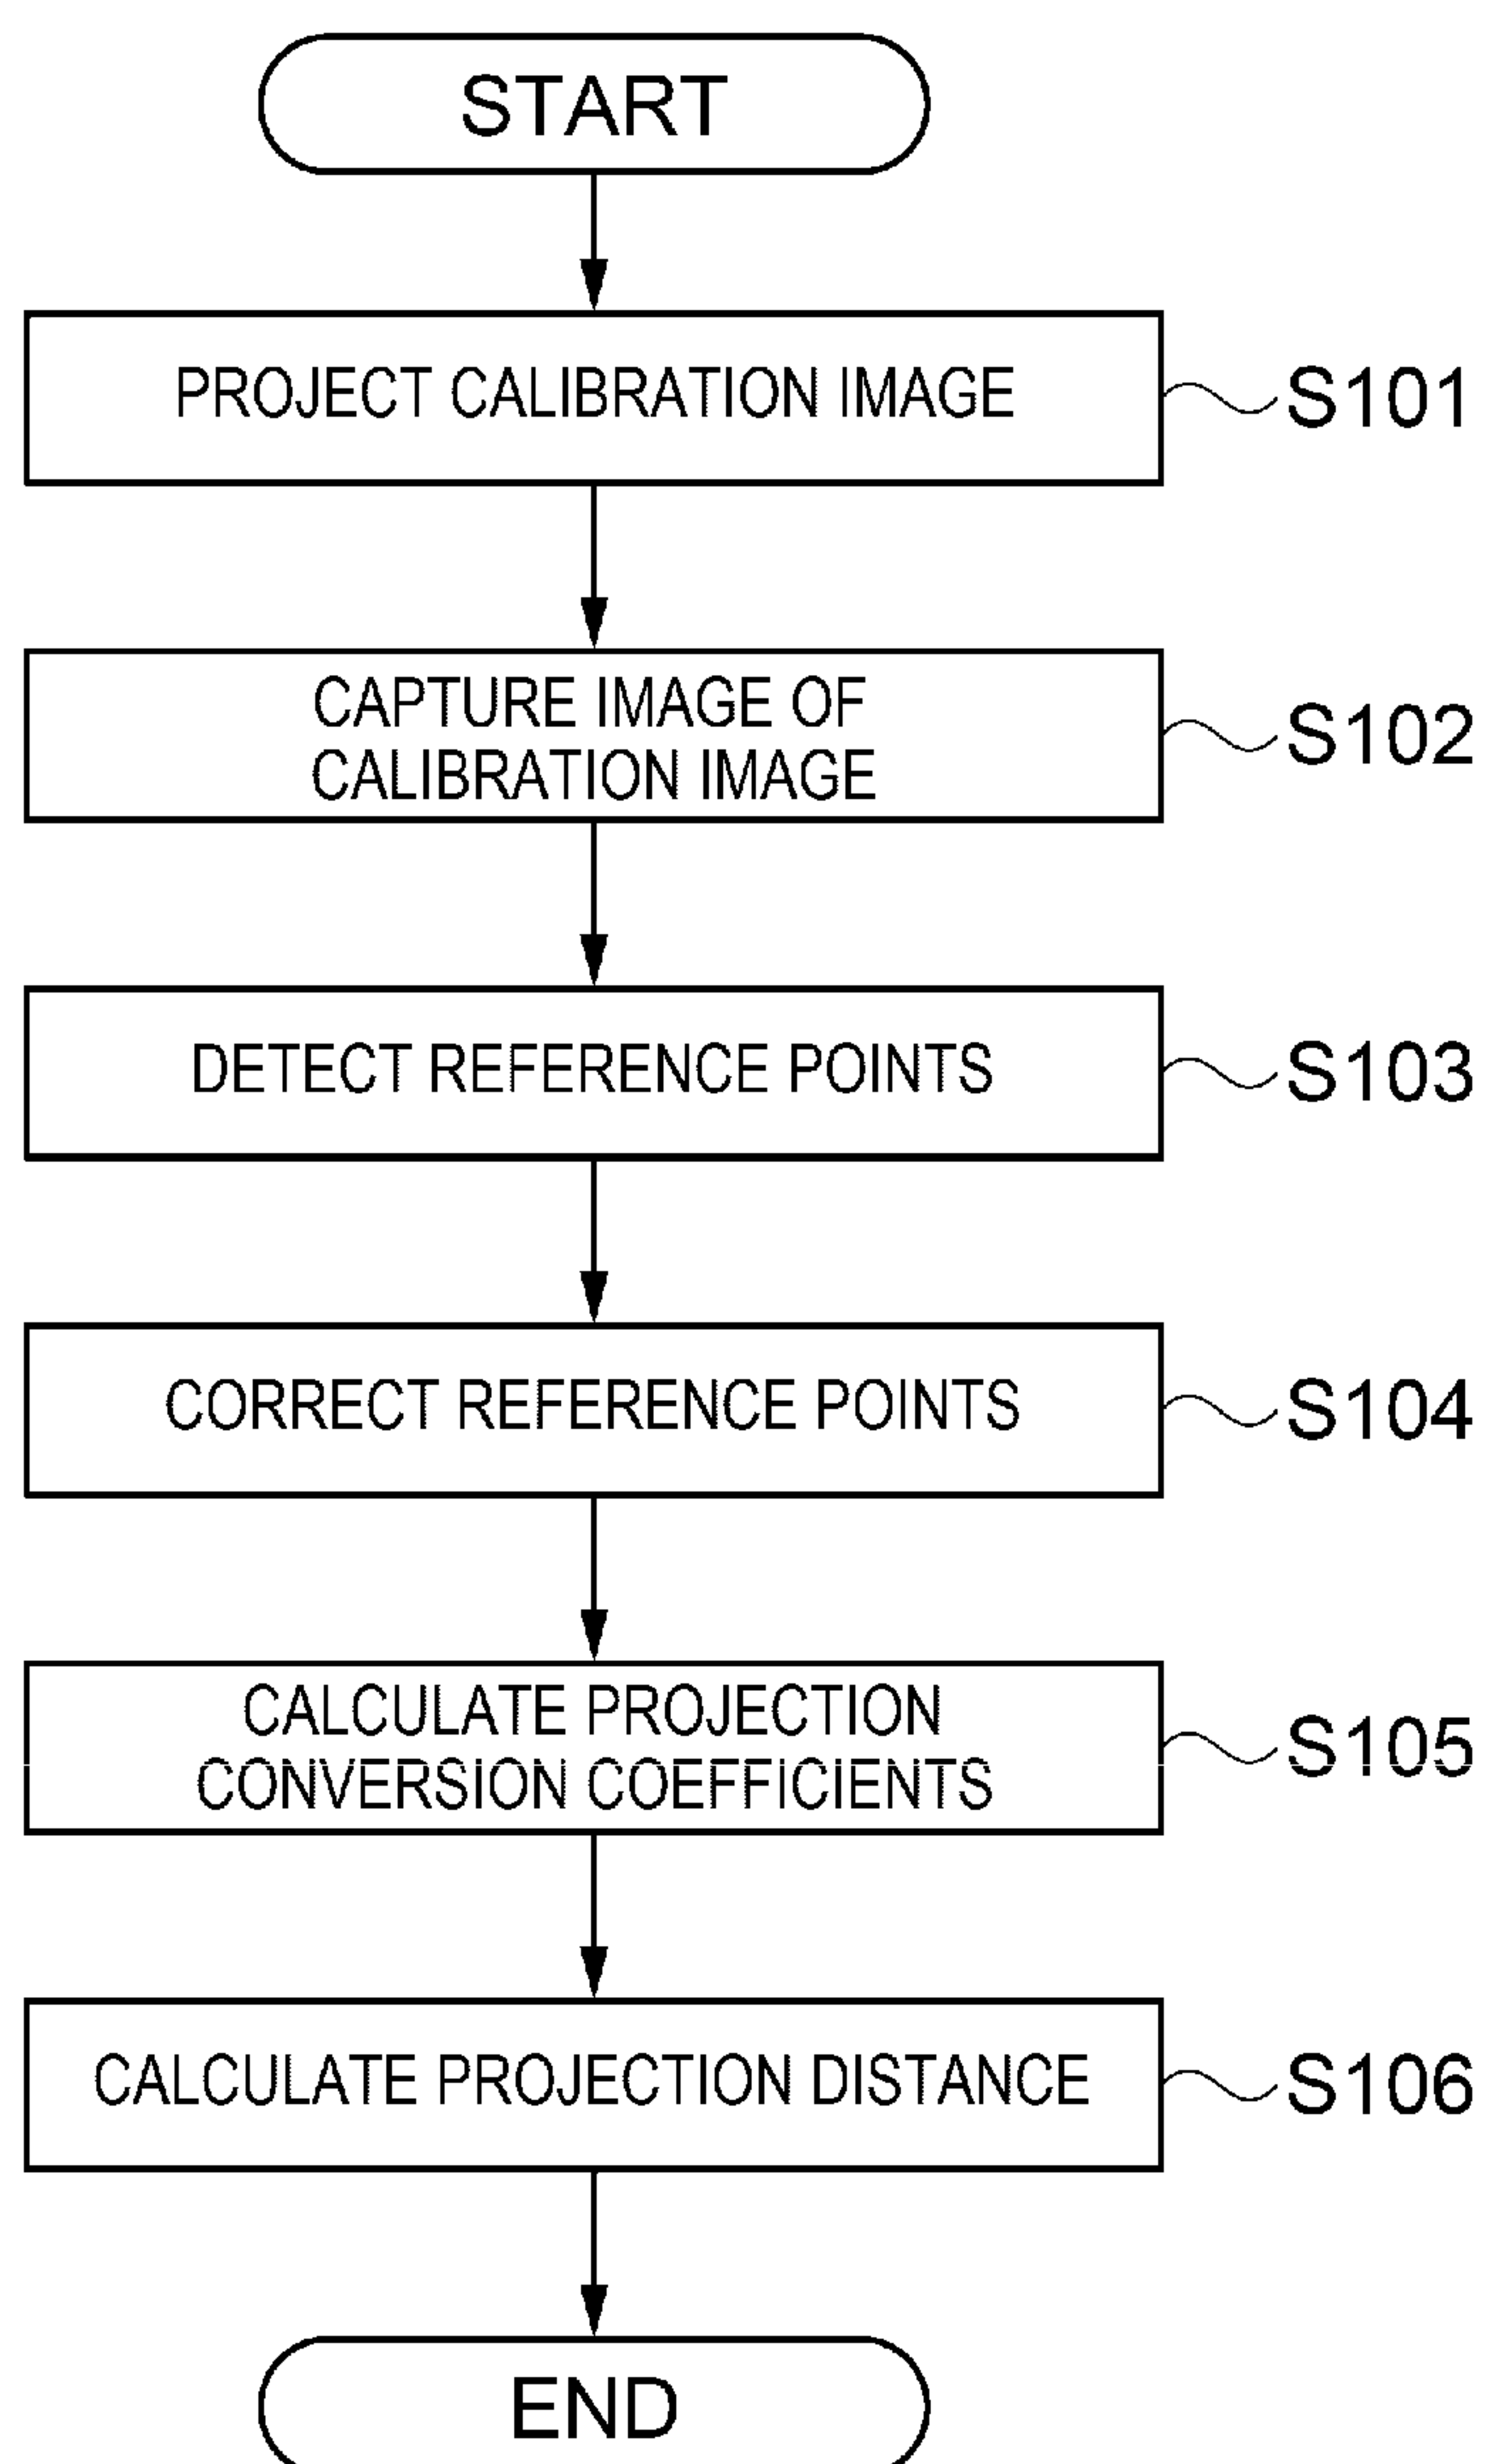 START
PROJECT CALIBRATION IMAGE
S101
CAPTURE IMAGE OF
CALIBRATION IMAGE
S102
DETECT REFERENCE POINTS
S103
CORRECT REFERENCE POINTS
S104
CALCULATE PROJECTION
CONVERSION COEFFICIENTS
S105
CALCULATE PROJECTION DISTANCE
S106
END